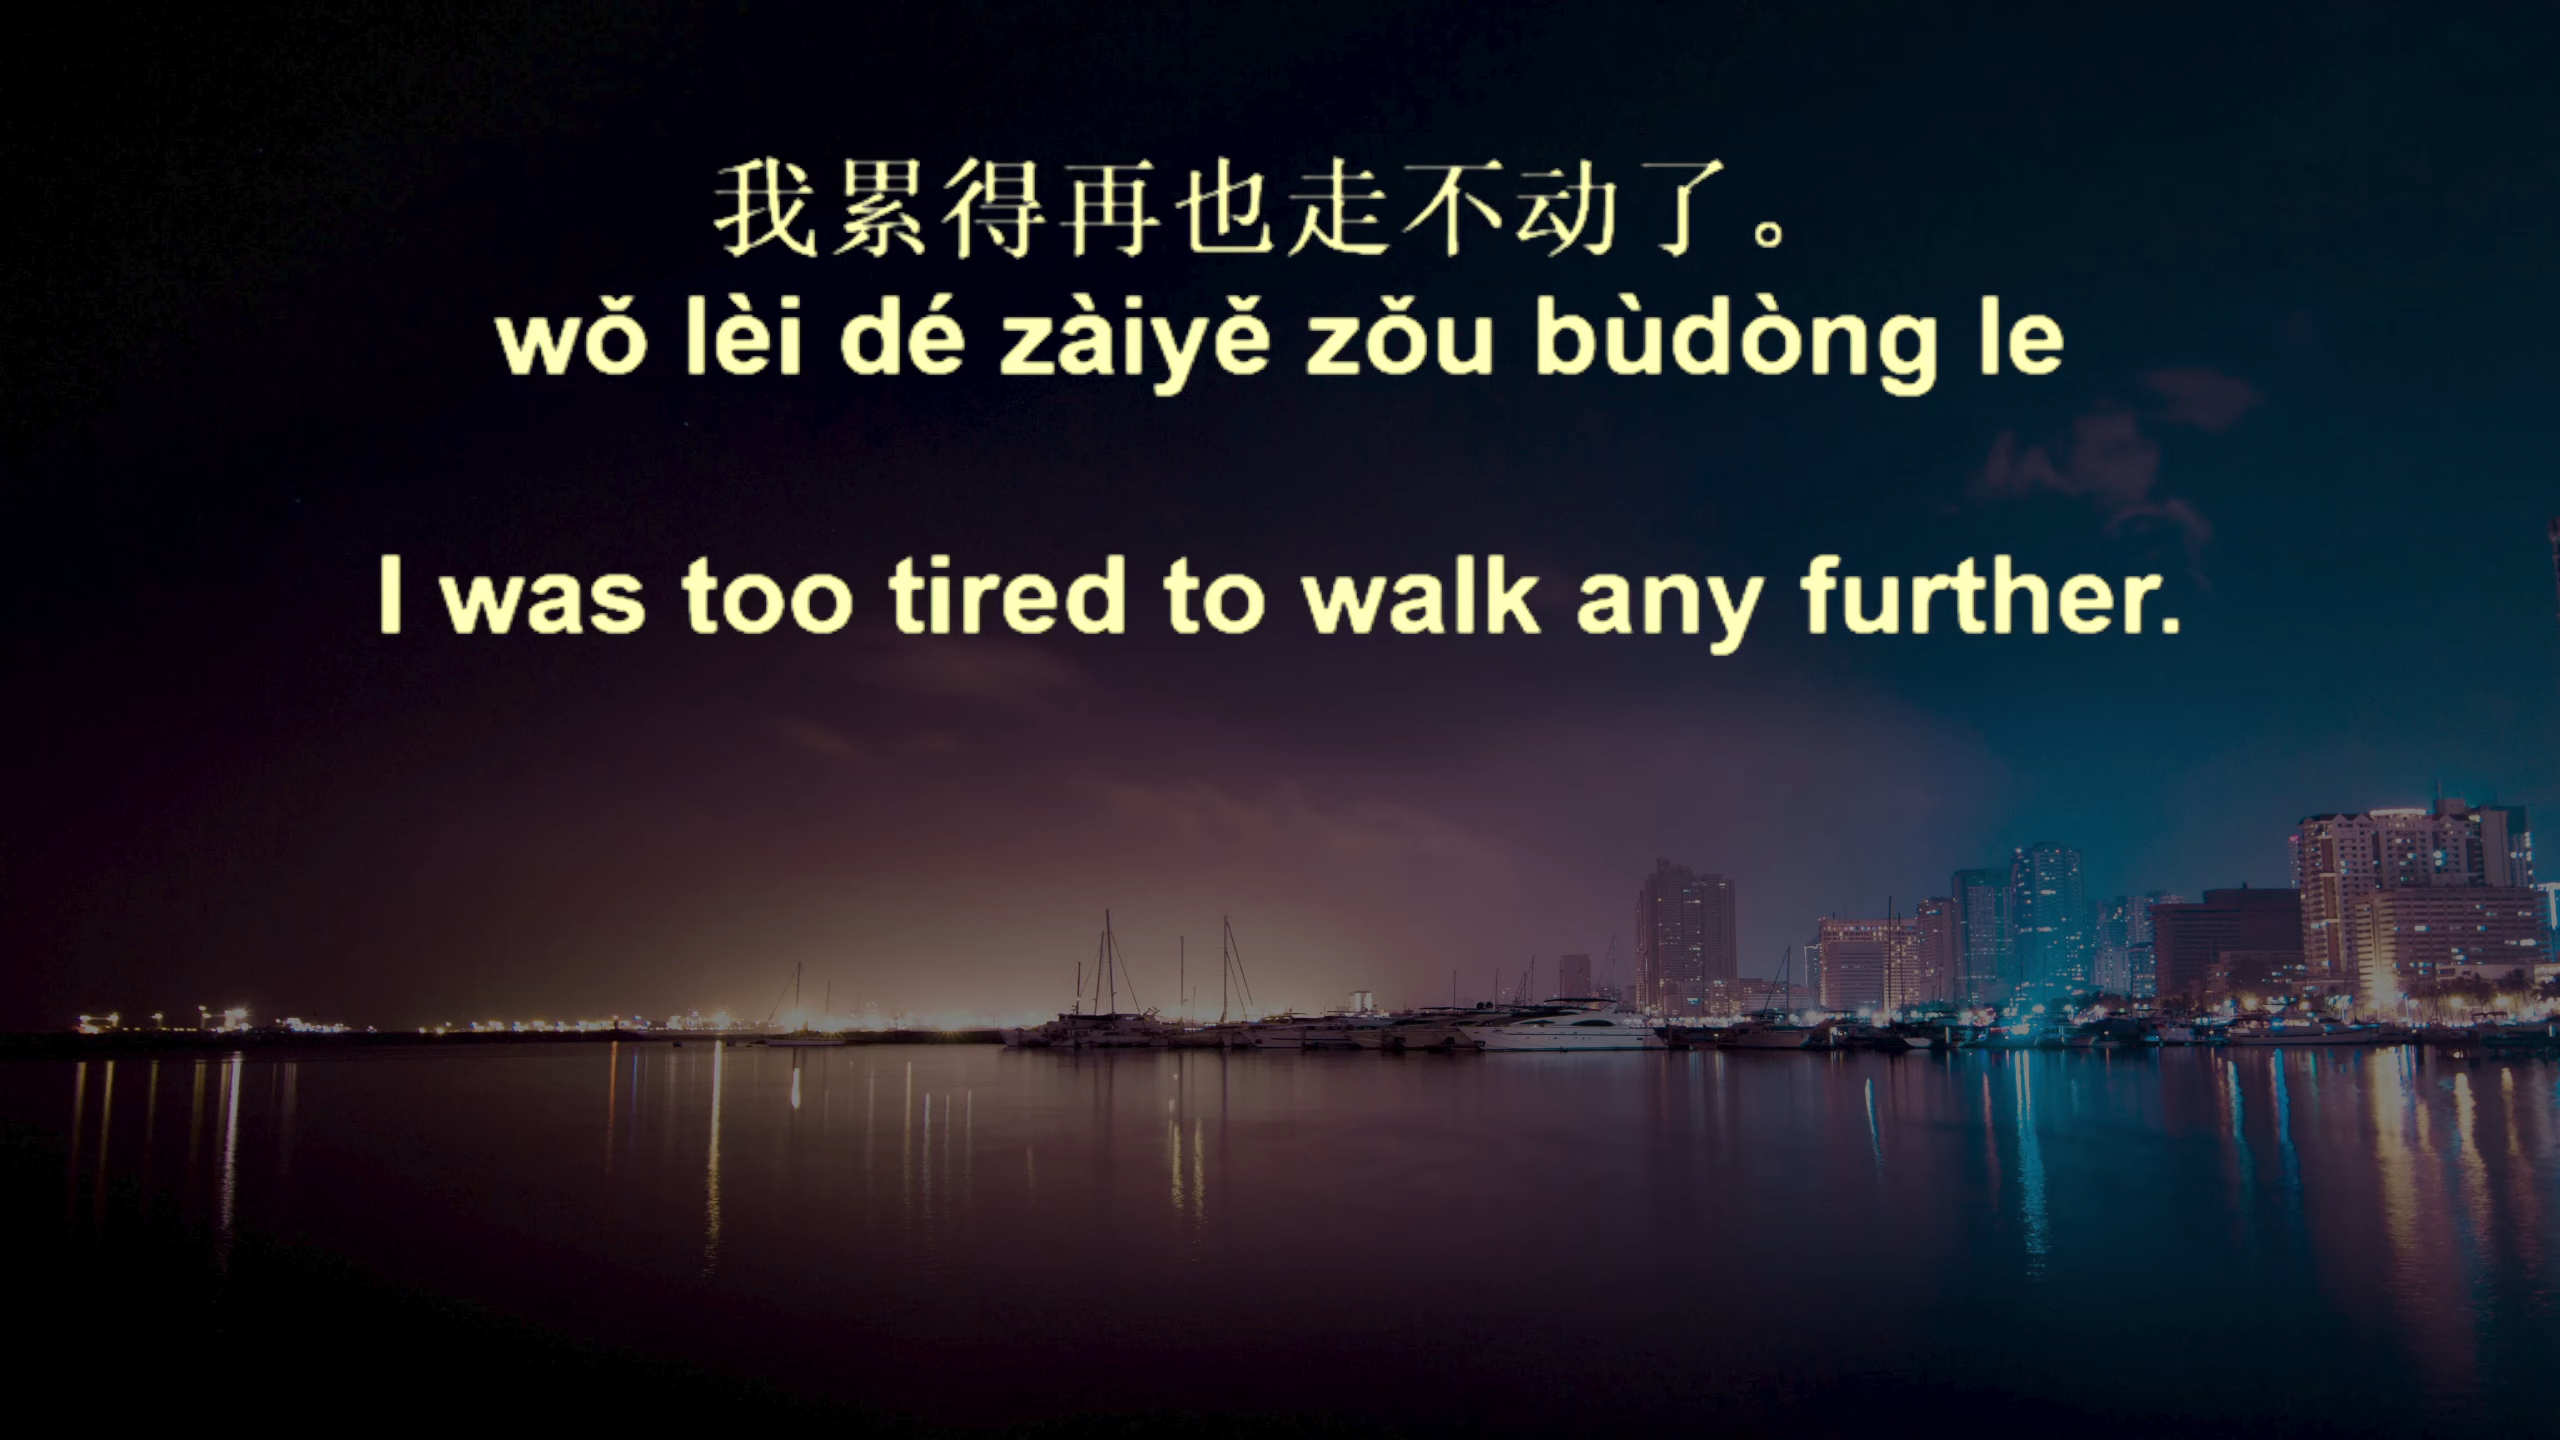 我累得再也走不动了。
wǒ lèi dé zàiyě zǒu bùdòng le
I was too tired to walk any further.